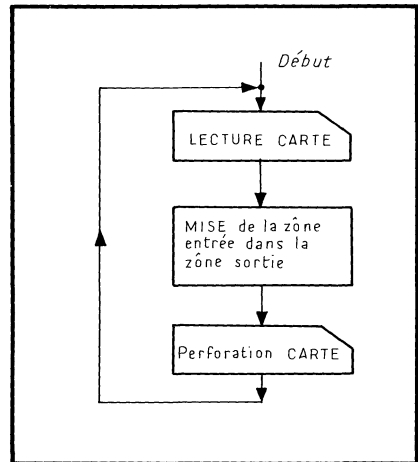 Début
LECTURE CARTE
MISE de la zône
entrée dans la
zône sortie
Perforation CARTE